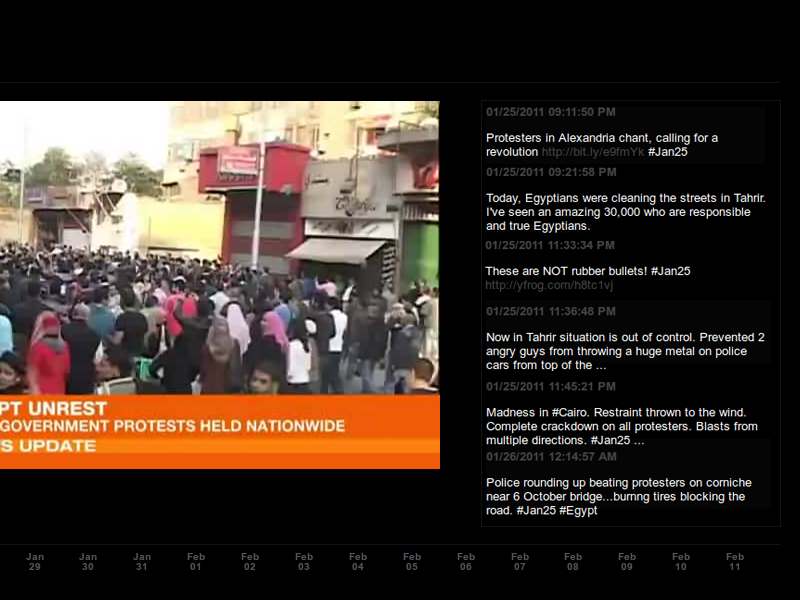 01/25/2011 09:11:50 PM
Protesters in Alexandria chant, calling for a
revolution http://bit.ly/e9fmYk #Jan25
01/25/2011 09:21:58 PM
Today, Egyptians were cleaning the streets in Tahrir.
I've seen an amazing 30,000 who are responsible
and true Egyptians.
01/25/2011 11:33:34 PM
These are NOT rubber bullets! #Jan25
http://yfrog.com/h8tc1vj
01/25/2011 11:36:48 PM
Now in Tahrir situation is out of control. Prevented 2
angry guys from throwing a huge metal on police
cars from top of the ...
01/25/2011 11:45:21 PM
Madness in #Cairo. Restraint thrown to the wind.
Complete crackdown on all protesters. Blasts from
multiple directions. #Jan25 ...
01/26/2011 12:14:57 AM
Police rounding up beating protesters on corniche
near 6 October bridge...burnng tires blocking the
road. #Jan25 #Egypt
PT UNREST
GOVERNMENT PROTESTS HELD NATIONWIDE
S UPDATE
Jan 29
Jan 30
Jan 31
Feb 01
Feb 02
Feb 03
Feb 04
Feb 05
Feb 06
Feb 07
Feb 08
Feb 09
Feb 10
Feb 11